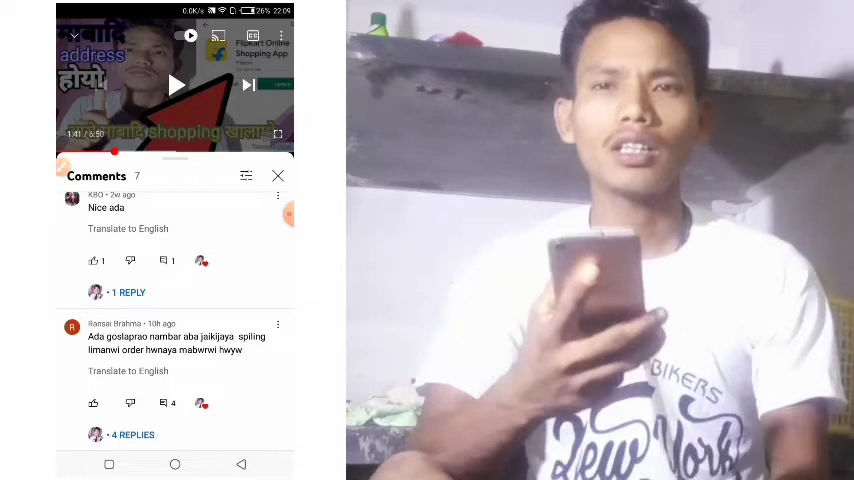 0.0K/s 26% 22:09
माबादि
address
होयो
Flipkart Online
Shopping App
shopping खालामो
1:41 / 6:50
Comments 7
KBO • 2w ago
Nice ada
Translate to English
1 1
• 1 REPLY
R
Ransai Brahma • 10h ago
Ada goslaprao nambar aba jaikijaya spiling
limanwi order hwnaya mabwrwi hwyw
Translate to English
4
• 4 REPLIES
BIKERS
New York